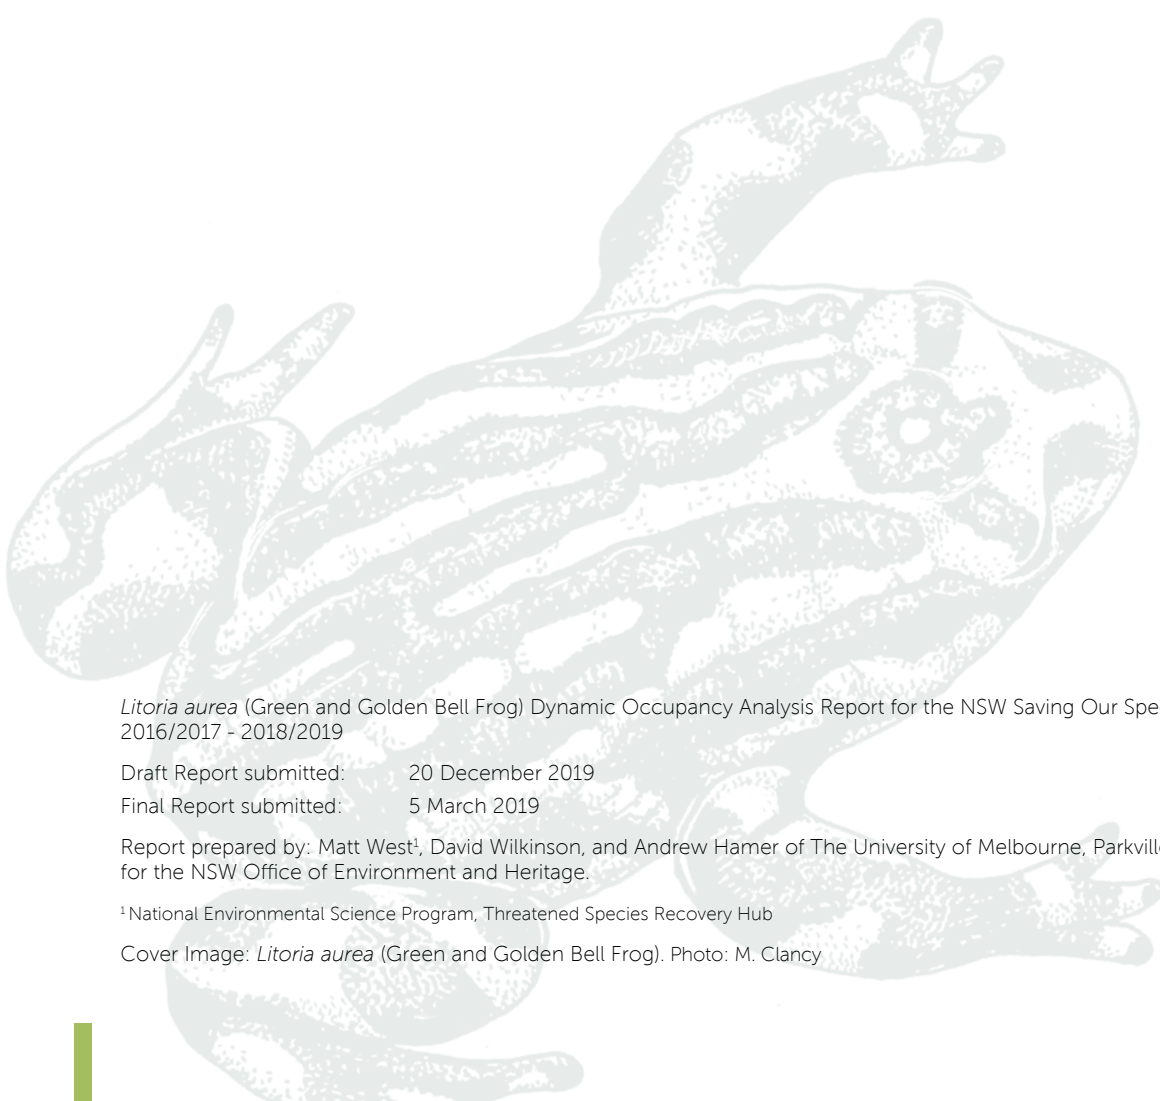 Litoria aurea (Green and Golden Bell Frog) Dynamic Occupancy Analysis Report for the NSW Saving Our
2016/2017 - 2018/2019
Draft Report submitted: 20 December 2019
Final Report submitted: 5 March 2019
Report prepared by: Matt West¹, David Wilkinson, and Andrew Hamer of The University of Melbourne,
for the NSW Office of Environment and Heritage.
¹ National Environmental Science Program, Threatened Species Recovery Hub
Cover Image: Litoria aurea (Green and Golden Bell Frog). Photo: M. Clancy